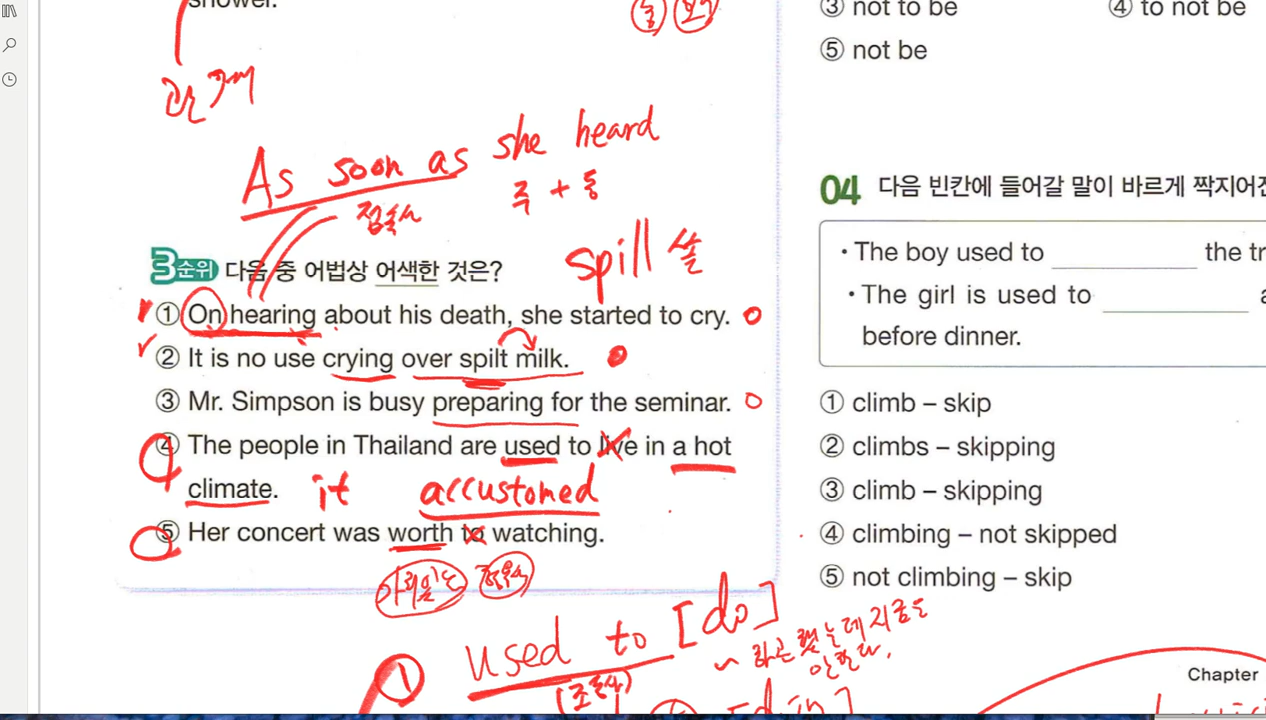 shower.
③ not to be ④ to not be
⑤ not be
As soon as she heard
주 + 동
접속사
spill 쏟
3순위 다음 중 어법상 어색한 것은?
① On hearing about his death, she started to cry.
② It is no use crying over spilt milk.
③ Mr. Simpson is busy preparing for the seminar.
④ The people in Thailand are used to live in a hot
climate. it accustomed
⑤ Her concert was worth to watching.
used to [do]
(조동사)
①
04 다음 빈칸에 들어갈 말이 바르게 짝지어진
• The boy used to ________ the tr
• The girl is used to ________ a
before dinner.
① climb – skip
② climbs – skipping
③ climb – skipping
④ climbing – not skipped
⑤ not climbing – skip
Chapter